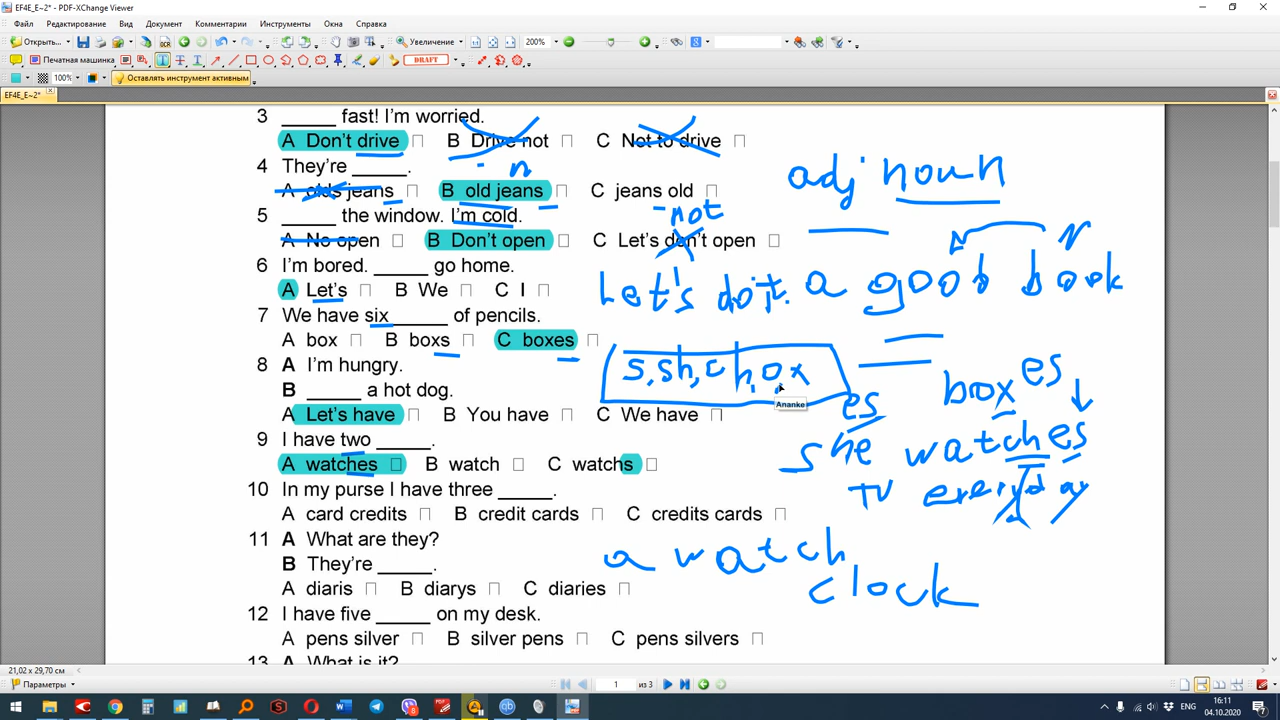 EF4E_E~2* - PDF-XChange Viewer
Файл Редактирование Вид Документ Комментарии Инструменты Окна Справка
Открыть... Увеличение 200%
Печатная машинка DRAFT
100% Оставлять инструмент активным
EF4E_E~2*
3 _____ fast! I'm worried.
A Don't drive B Drive not C Not to drive
4 They're _____.
A olds jeans B old jeans C jeans old
n
adj noun
5 _____ the window. I'm cold.
A No open B Don't open C Let's don't open
not
6 I'm bored. _____ go home.
A Let's B We C I
Let's do it. a good book
7 We have six _____ of pencils.
A box B boxs C boxes
8 A I'm hungry.
B _____ a hot dog.
A Let's have B You have C We have
s, sh, ch, o, x
es
Ananke
box es
9 I have two _____.
A watches B watch C watchs
she watches
TV everyday
10 In my purse I have three _____.
A card credits B credit cards C credits cards
11 A What are they?
B They're _____.
A diaris B diarys C diaries
a watch
clock
12 I have five _____ on my desk.
A pens silver B silver pens C pens silvers
13 A What is it?
21,02 x 29,70 см
Параметры 1 из 3
ENG 16:11
04.10.2020